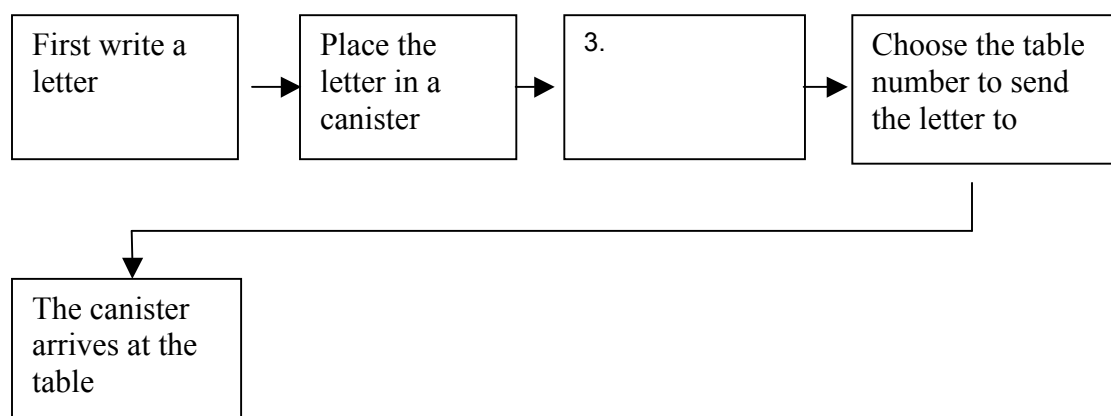 First write a
letter
Place the
letter in a
canister
3.
Choose the table
number to send
the letter to
The canister
arrives at the
table